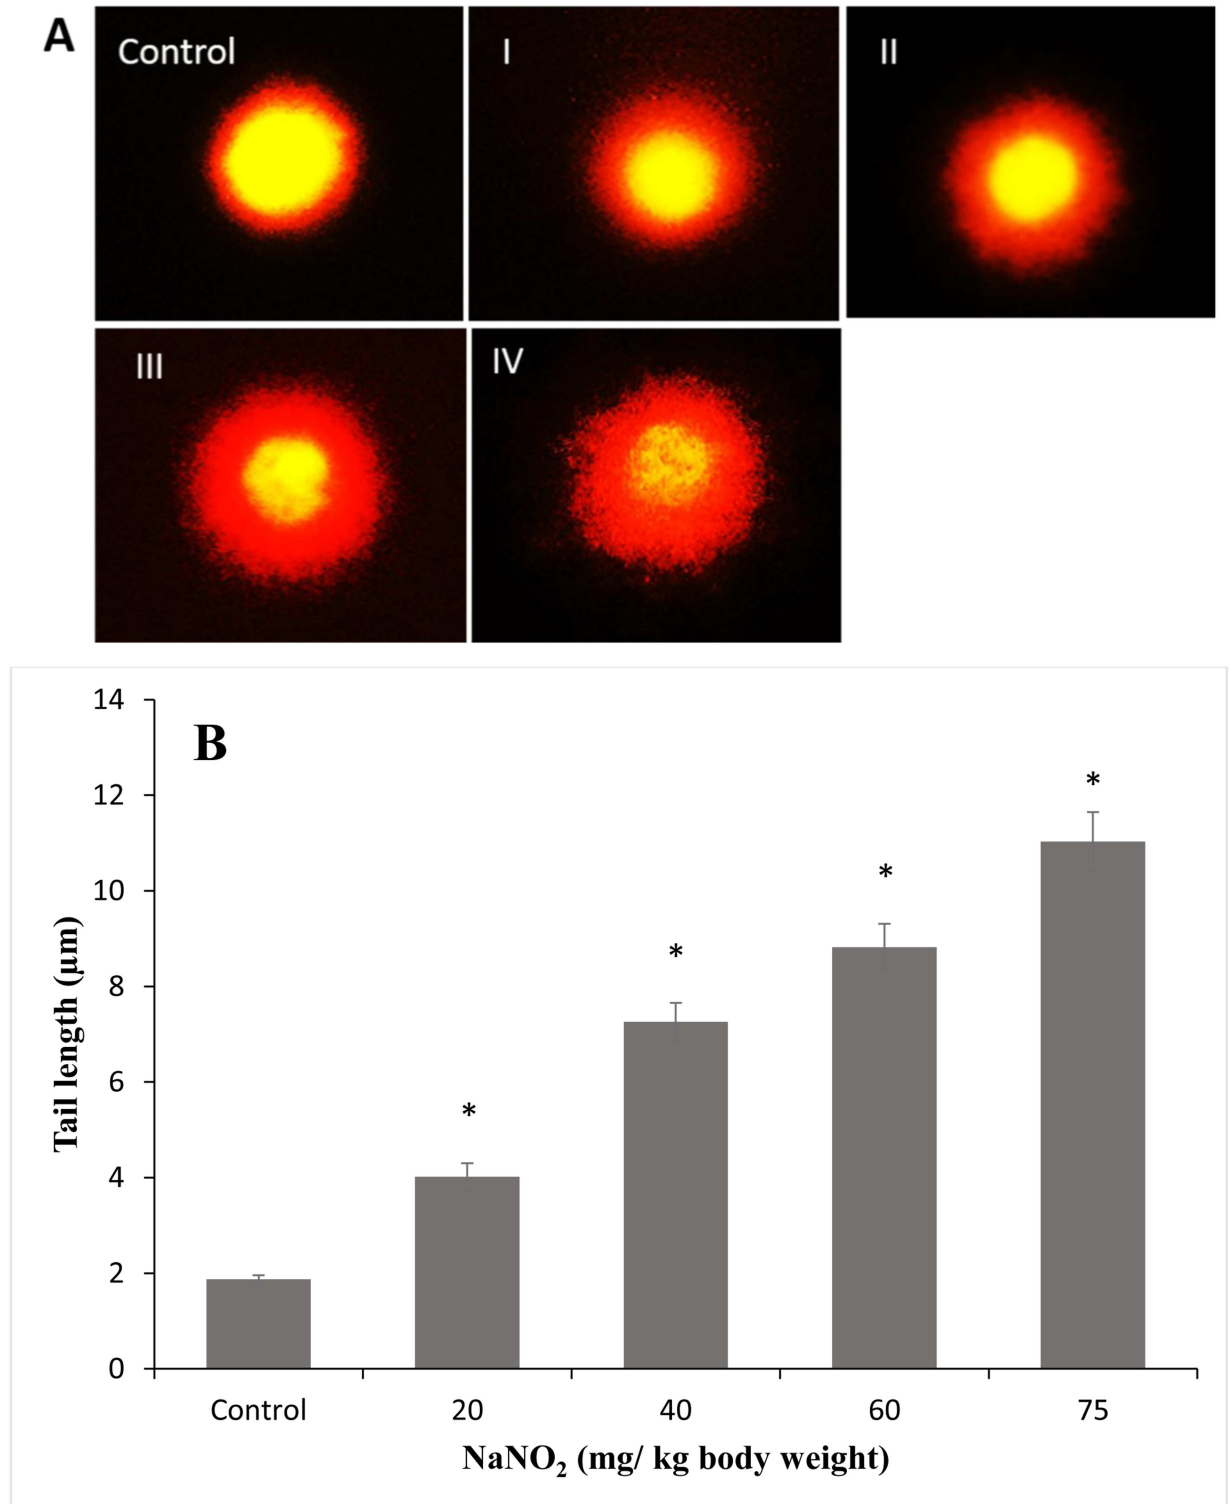 A
Control
I
II
III
IV
B
14
12
10
8
6
4
2
0
Tail length (µm)
*
*
*
*
Control 20 40 60 75
NaNO₂ (mg/ kg body weight)